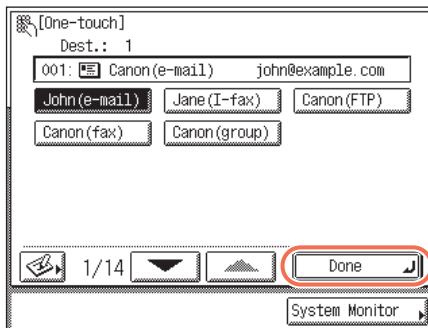 [One-touch]
Dest.: 1
001: Canon(e-mail) john@example.com
John(e-mail) Jane(I-fax) Canon(FTP)
Canon(fax) Canon(group)
1/14 Done
System Monitor